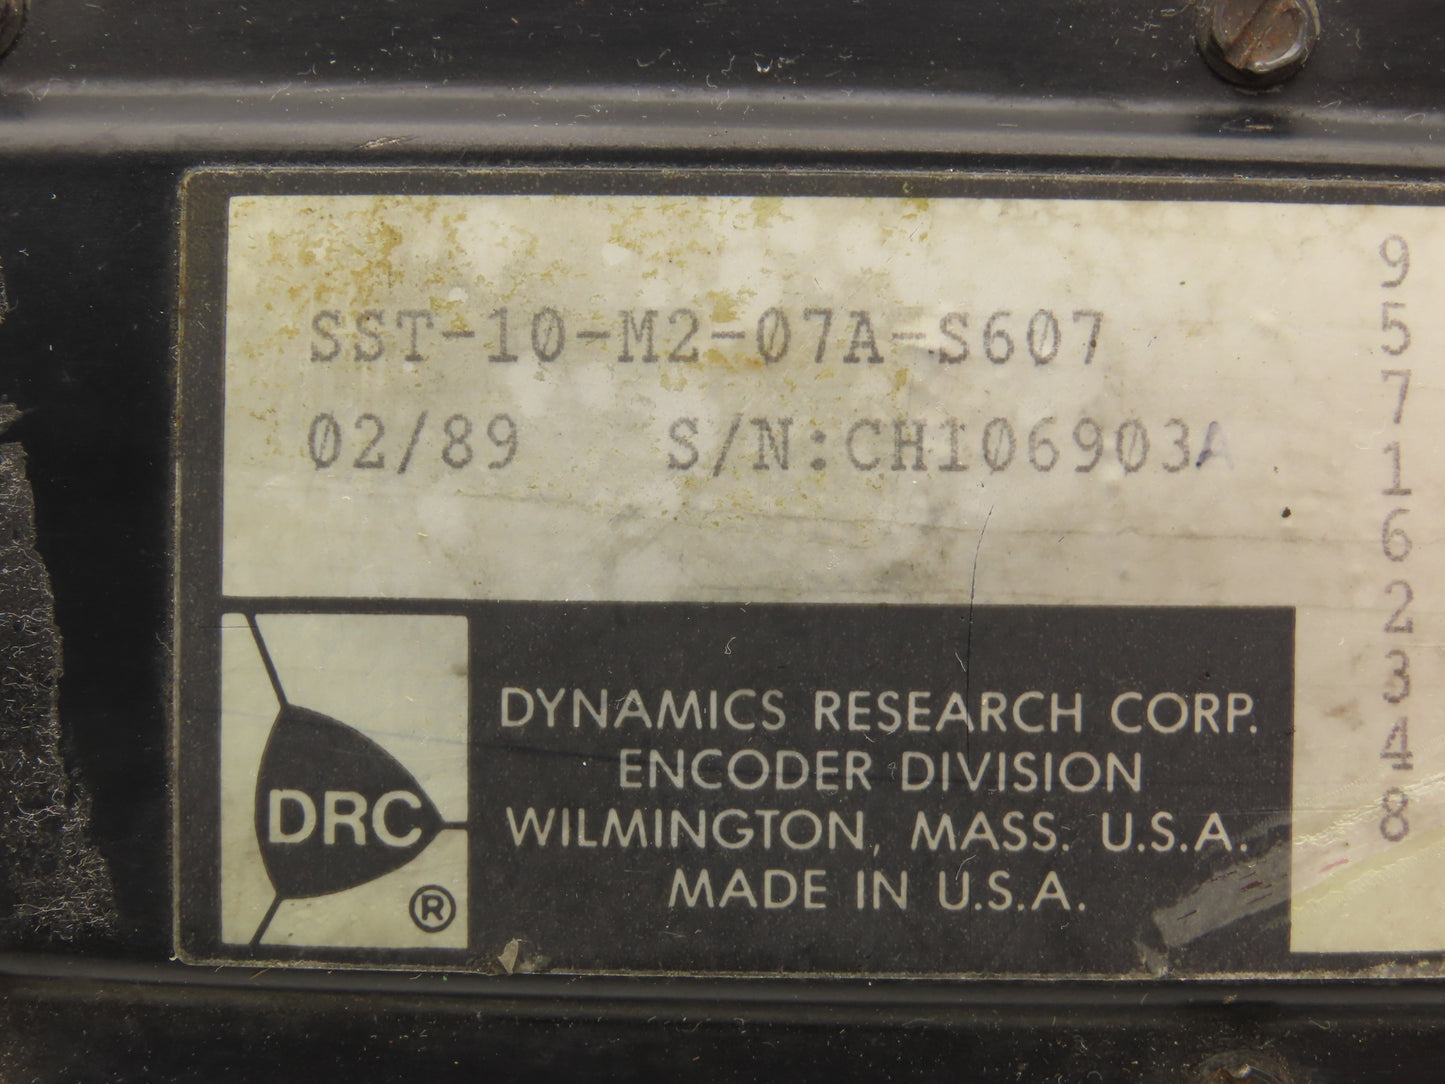 SST-10-M2-07A-S607
02/89 S/N:CH106903A
DRC
®
DYNAMICS RESEARCH CORP.
ENCODER DIVISION
WILMINGTON, MASS. U.S.A.
MADE IN U.S.A.
9
5
7
1
6
2
3
4
8